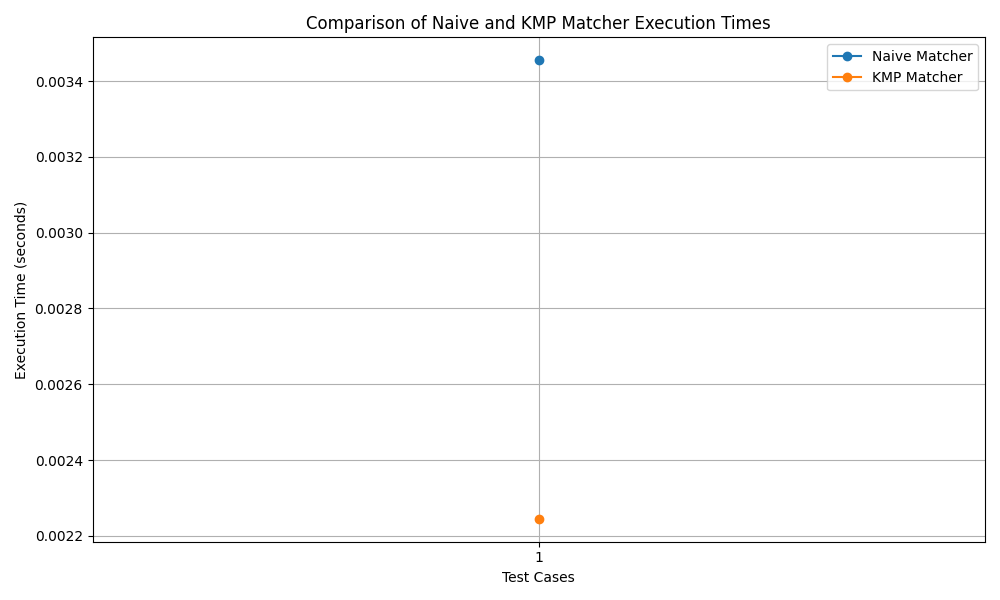 Comparison of Naive and KMP Matcher Execution Times
Naive Matcher
KMP Matcher
Execution Time (seconds)
0.0034
0.0032
0.0030
0.0028
0.0026
0.0024
0.0022
1
Test Cases